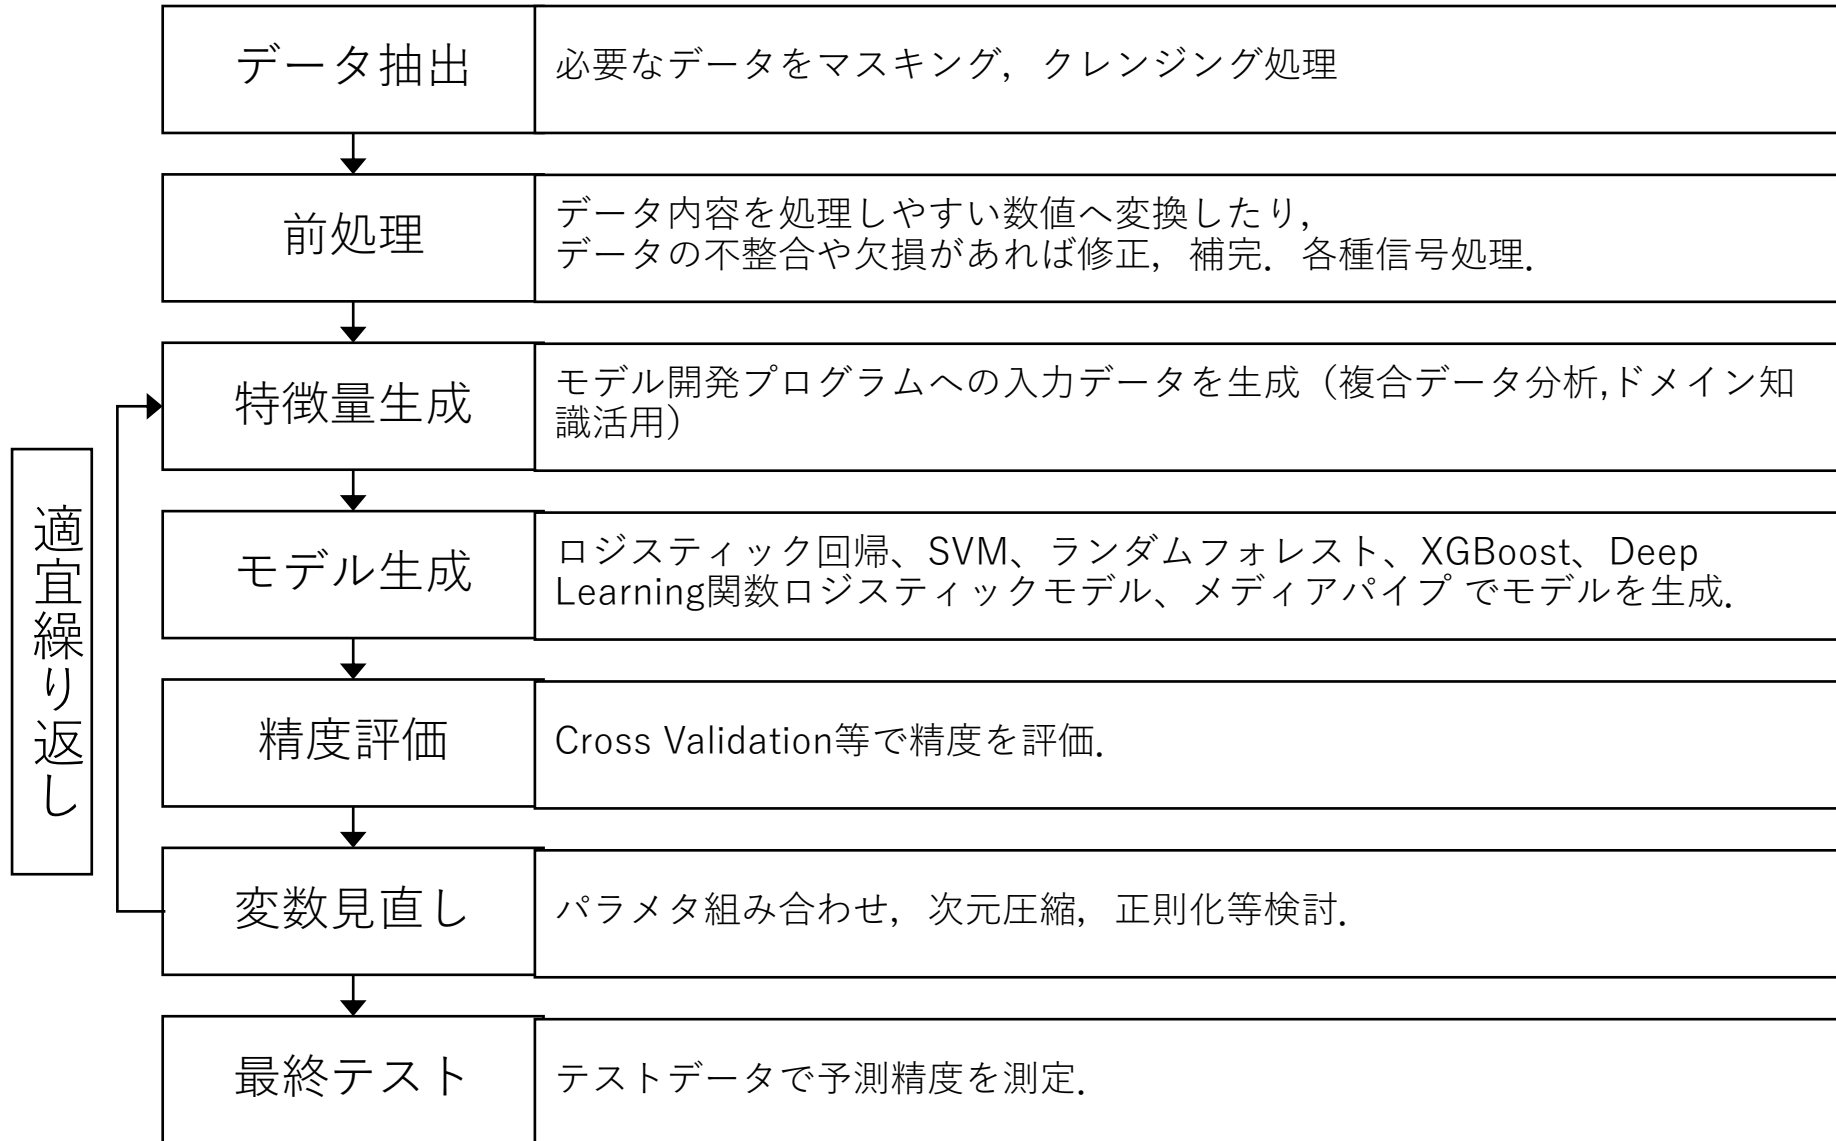 データ抽出
必要なデータをマスキング，クレンジング処理
前処理
データ内容を処理しやすい数値へ変換したり，
データの不整合や欠損があれば修正，補完．各種信号処理．
特徴量生成
モデル開発プログラムへの入力データを生成（複合データ分析,ドメイン知
識活用）
適宜繰り返し
モデル生成
ロジスティック回帰、SVM、ランダムフォレスト、XGBoost、Deep
Learning関数ロジスティックモデル、メディアパイプ でモデルを生成．
精度評価
Cross Validation等で精度を評価．
変数見直し
パラメタ組み合わせ，次元圧縮，正則化等検討．
最終テスト
テストデータで予測精度を測定．